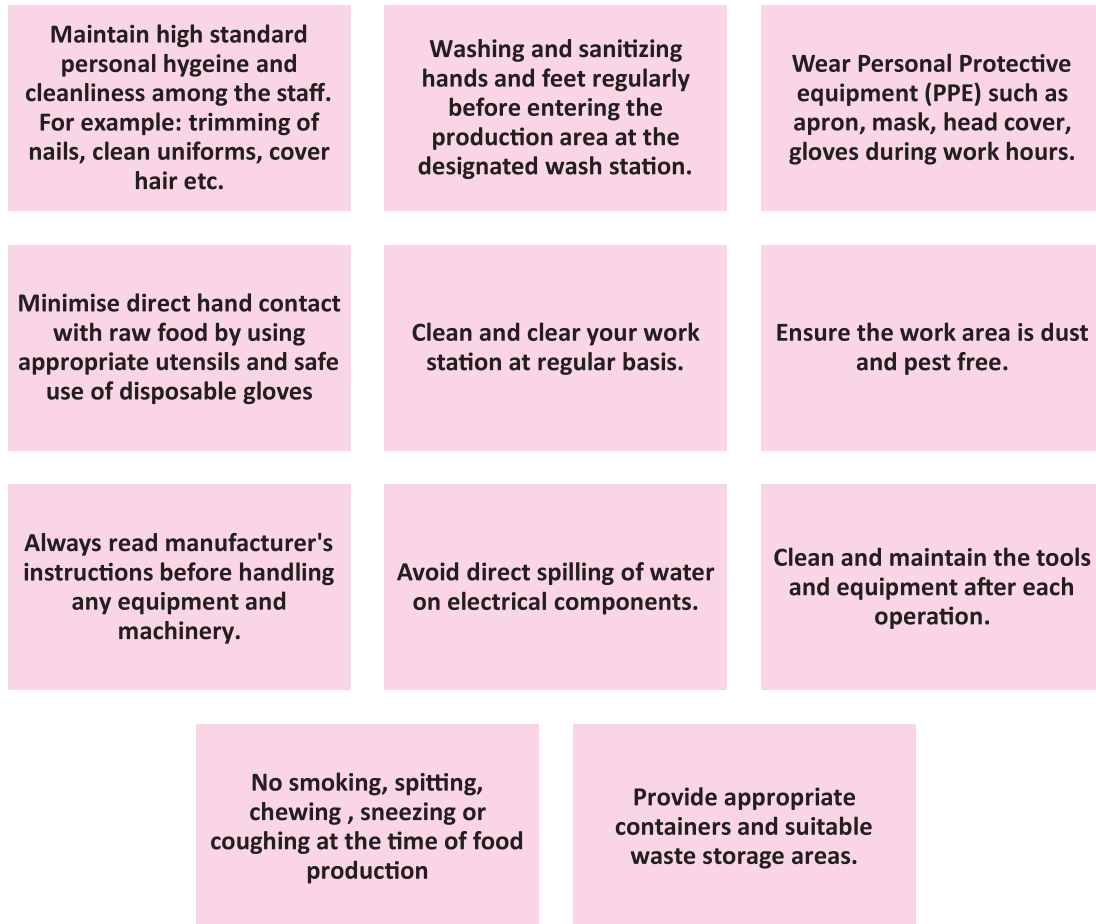 Maintain high standard
personal hygeine and
cleanliness among the staff.
For example: trimming of
nails, clean uniforms, cover
hair etc.
Washing and sanitizing
hands and feet regularly
before entering the
production area at the
designated wash station.
Wear Personal Protective
equipment (PPE) such as
apron, mask, head cover,
gloves during work hours.
Minimise direct hand contact
with raw food by using
appropriate utensils and safe
use of disposable gloves
Clean and clear your work
station at regular basis.
Ensure the work area is dust
and pest free.
Always read manufacturer's
instructions before handling
any equipment and
machinery.
Avoid direct spilling of water
on electrical components.
Clean and maintain the tools
and equipment after each
operation.
No smoking, spitting,
chewing , sneezing or
coughing at the time of food
production
Provide appropriate
containers and suitable
waste storage areas.